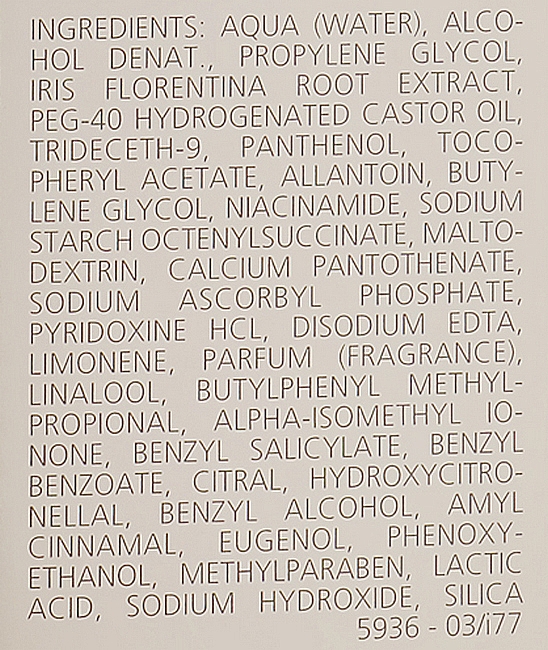 INGREDIENTS: AQUA (WATER), ALCO-
HOL DENAT., PROPYLENE GLYCOL,
IRIS FLORENTINA ROOT EXTRACT,
PEG-40 HYDROGENATED CASTOR OIL,
TRIDECETH-9, PANTHENOL, TOCO-
PHERYL ACETATE, ALLANTOIN, BUTY-
LENE GLYCOL, NIACINAMIDE, SODIUM
STARCH OCTENYLSUCCINATE, MALTO-
DEXTRIN, CALCIUM PANTOTHENATE,
SODIUM ASCORBYL PHOSPHATE,
PYRIDOXINE HCL, DISODIUM EDTA,
LIMONENE, PARFUM (FRAGRANCE),
LINALOOL, BUTYLPHENYL METHYL-
PROPIONAL, ALPHA-ISOMETHYL IO-
NONE, BENZYL SALICYLATE, BENZYL
BENZOATE, CITRAL, HYDROXYCITRO-
NELLAL, BENZYL ALCOHOL, AMYL
CINNAMAL, EUGENOL, PHENOXY-
ETHANOL, METHYLPARABEN, LACTIC
ACID, SODIUM HYDROXIDE, SILICA
5936 - 03/i77